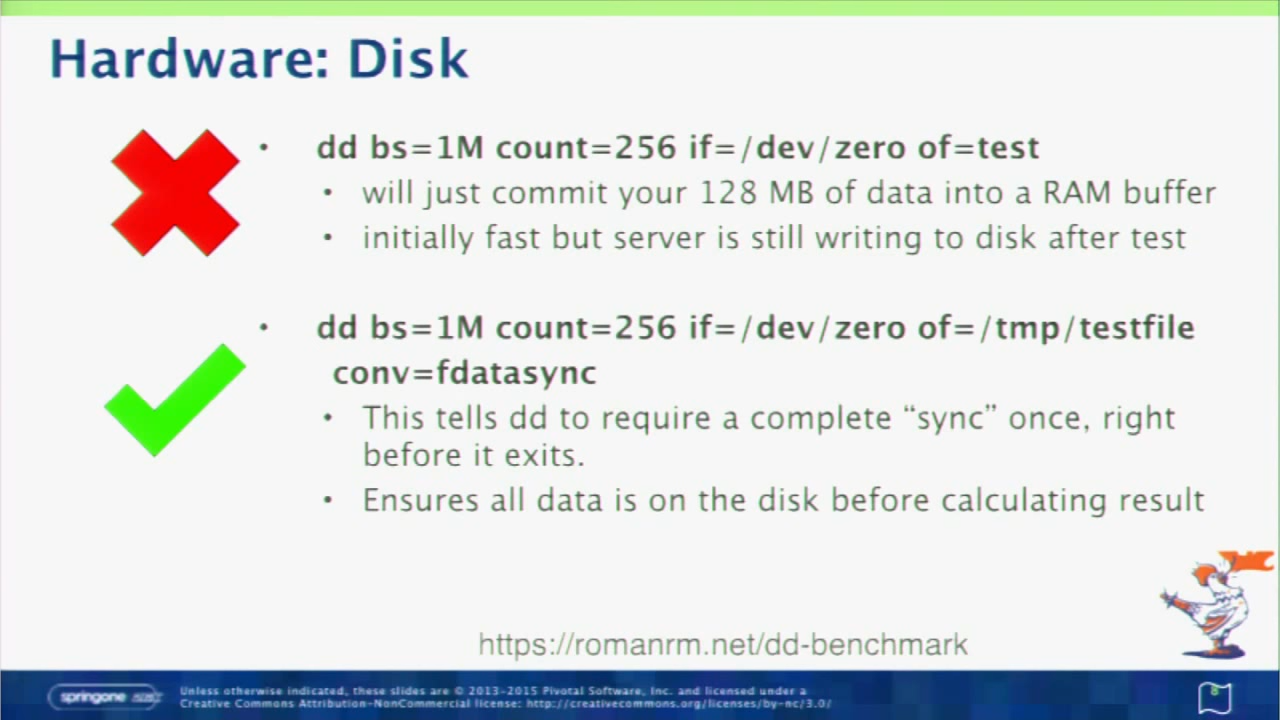 Hardware: Disk
• dd bs=1M count=256 if=/dev/zero of=test
• will just commit your 128 MB of data into a RAM buffer
• initially fast but server is still writing to disk after test
• dd bs=1M count=256 if=/dev/zero of=/tmp/testfile
conv=fdatasync
• This tells dd to require a complete “sync” once, right
before it exits.
• Ensures all data is on the disk before calculating result
https://romanrm.net/dd-benchmark
springone
Unless otherwise indicated, these slides are © 2013-2015 Pivotal Software, Inc. and licensed under a
Creative Commons Attribution-NonCommercial license: http://creativecommons.org/licenses/by-nc/3.0/
8